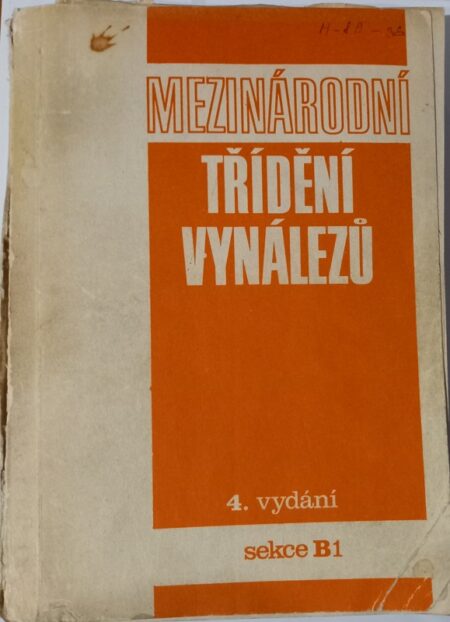 MEZINÁRODNÍ
TŘÍDĚNÍ
VYNÁLEZŮ
4. vydání
sekce B1